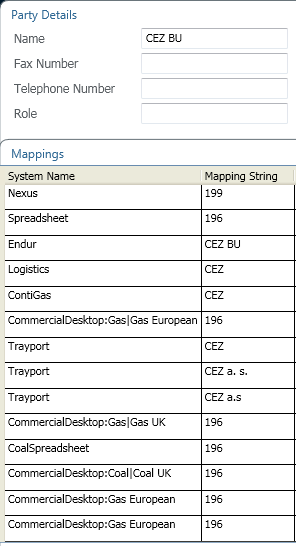 Party Details
Name CEZ BU
Fax Number
Telephone Number
Role
Mappings
System Name Mapping String
Nexus 199
Spreadsheet 196
Endur CEZ BU
Logistics CEZ
ContiGas CEZ
CommercialDesktop:Gas|Gas European 196
Trayport CEZ
Trayport CEZ a. s.
Trayport CEZ a.s
CommercialDesktop:Gas|Gas UK 196
CoalSpreadsheet 196
CommercialDesktop:Coal|Coal UK 196
CommercialDesktop:Gas European 196
CommercialDesktop:Gas European 196